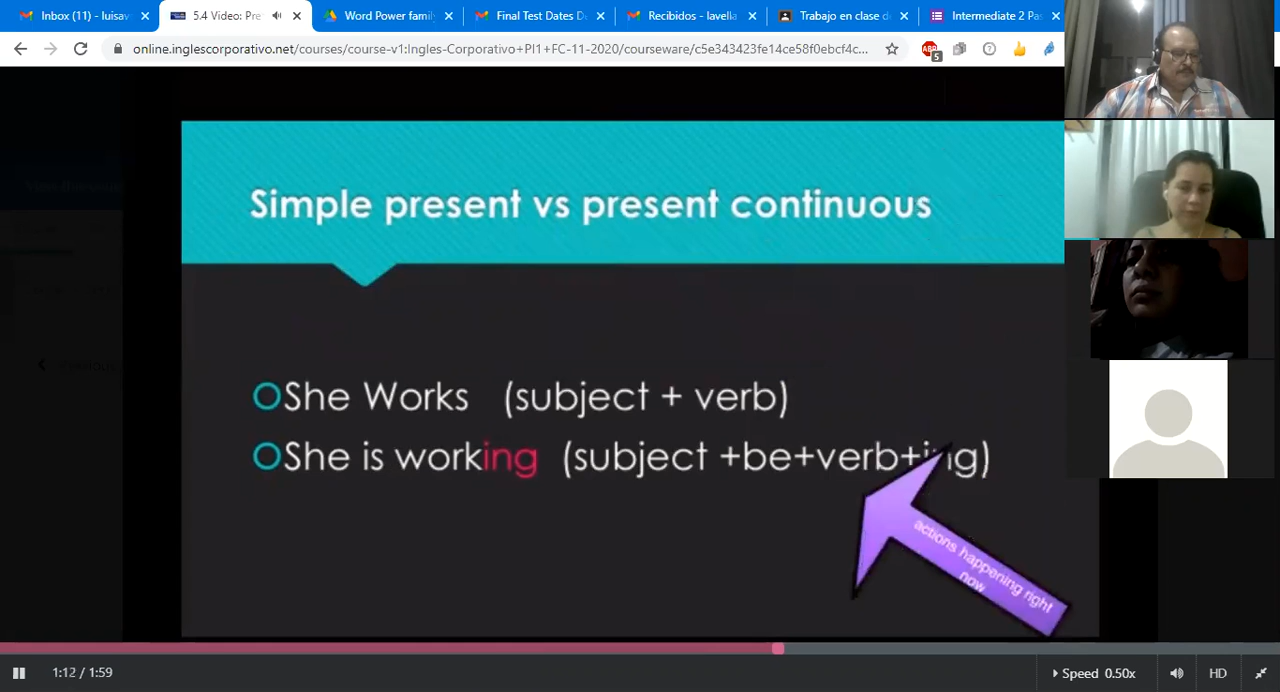 Inbox (11) - luisav
5.4 Video: Pre
Word Power famil
Final Test Dates D
Recibidos - lavella
Trabajo en clase d
Intermediate 2 Pa
online.inglescorporativo.net/courses/course-v1:Ingles-Corporativo+PI1+FC-11-2020/courseware/c5e343423fe14ce58f0ebcf4c...
ABP
5
Simple present vs present continuous
She Works (subject + verb)
She is working (subject +be+verb+ing)
actions happening right
now
1:12 / 1:59
Speed 0.50x
HD